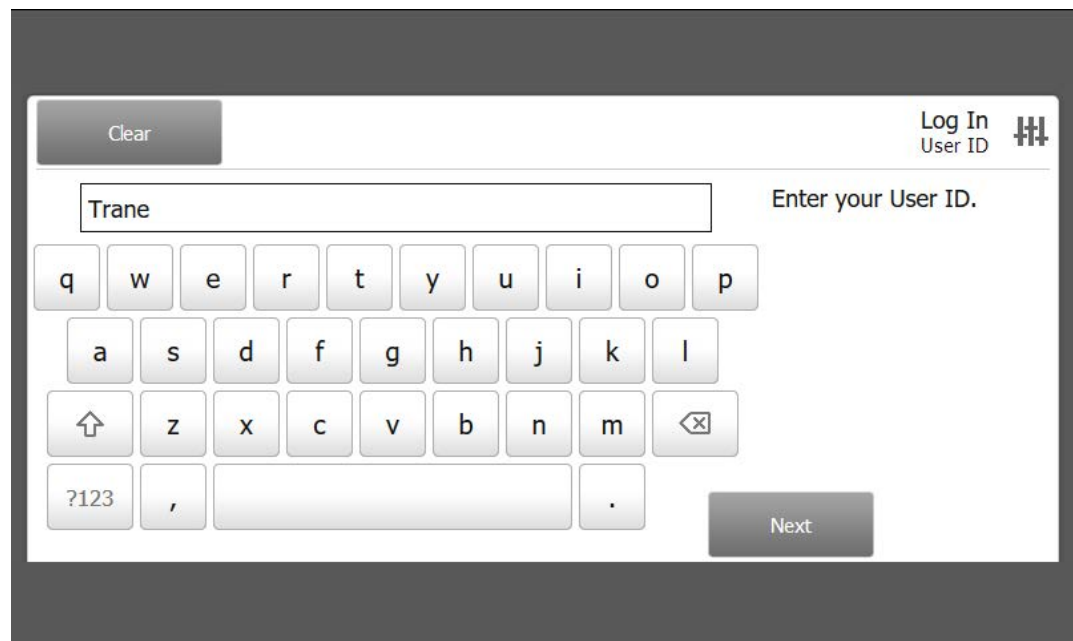 Clear
Log In
User ID
Trane
Enter your User ID.
q w e r t y u i o p
a s d f g h j k l
z x c v b n m
?123 , .
Next